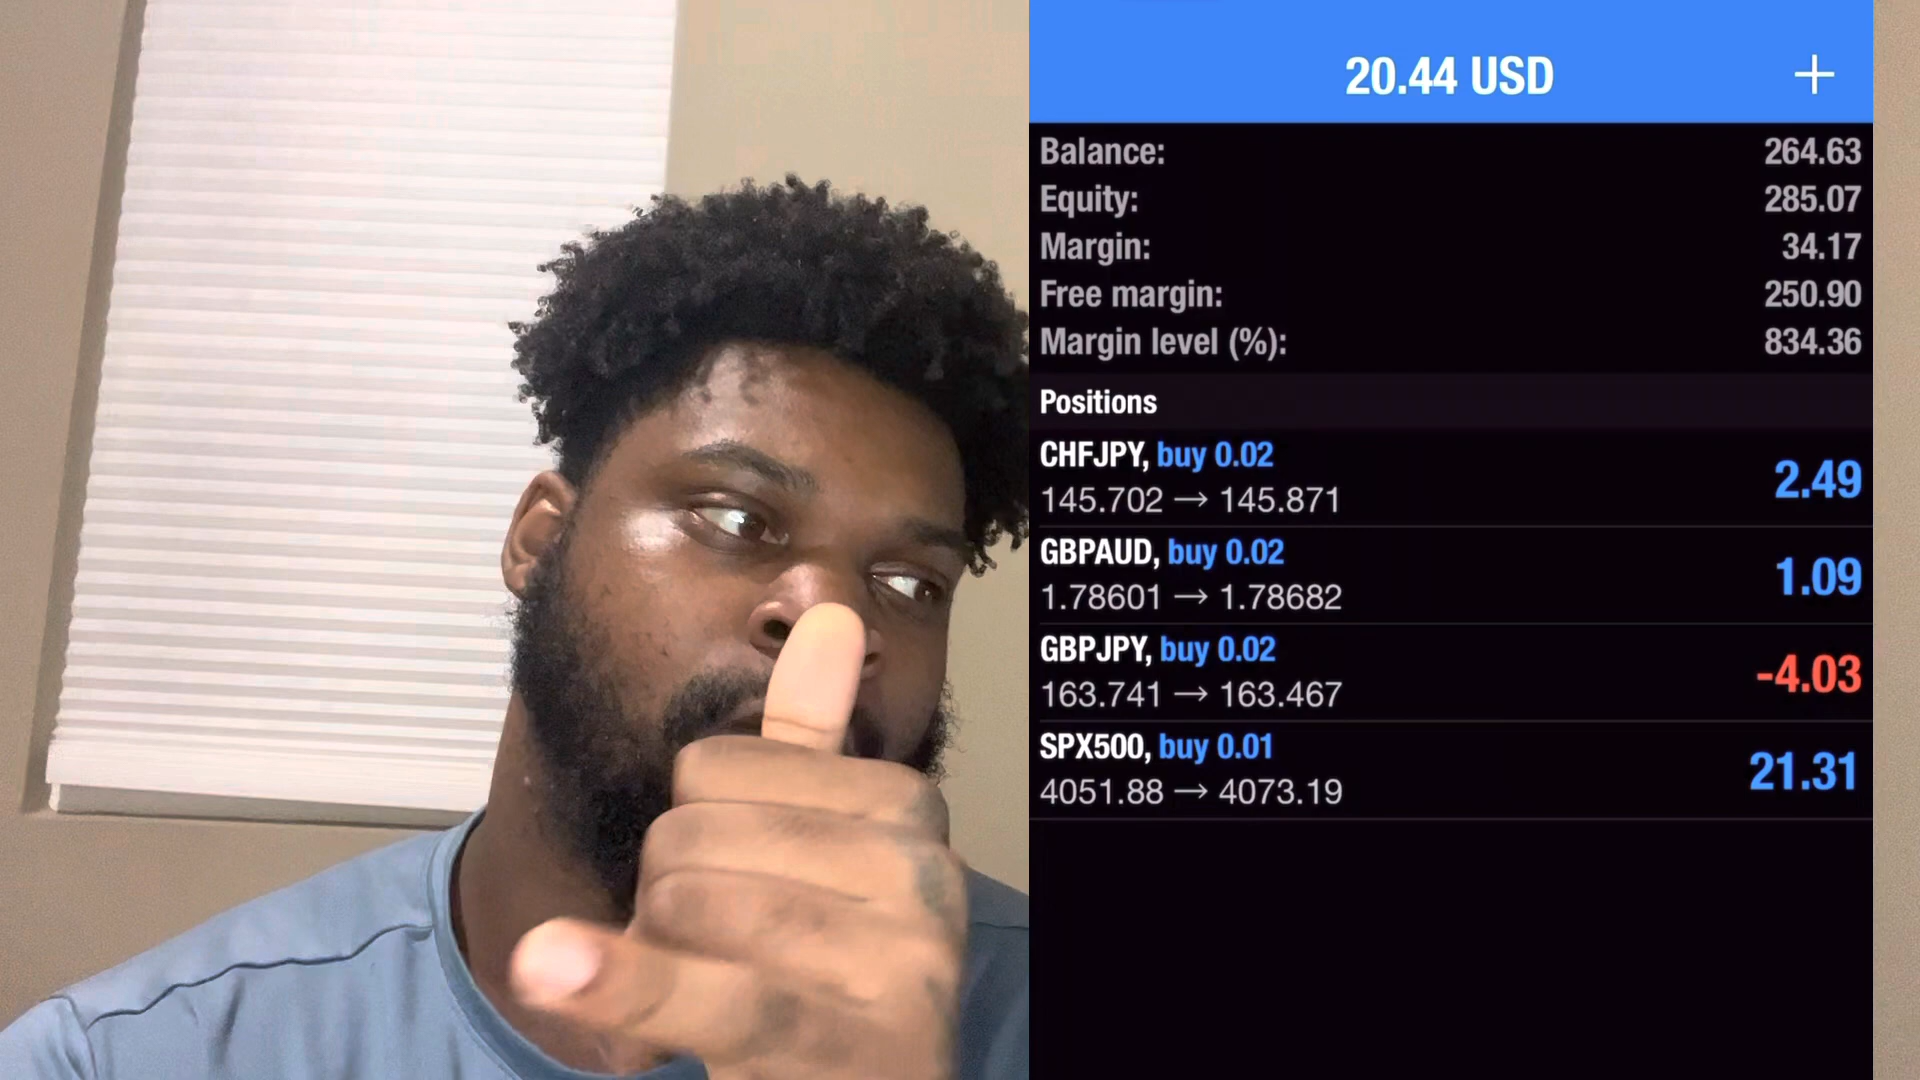 20.44 USD +
Balance: 264.63
Equity: 285.07
Margin: 34.17
Free margin: 250.90
Margin level (%): 834.36
Positions
CHFJPY, buy 0.02
145.702 → 145.871 2.49
GBPAUD, buy 0.02
1.78601 → 1.78682 1.09
GBPJPY, buy 0.02
163.741 → 163.467 -4.03
SPX500, buy 0.01
4051.88 → 4073.19 21.31